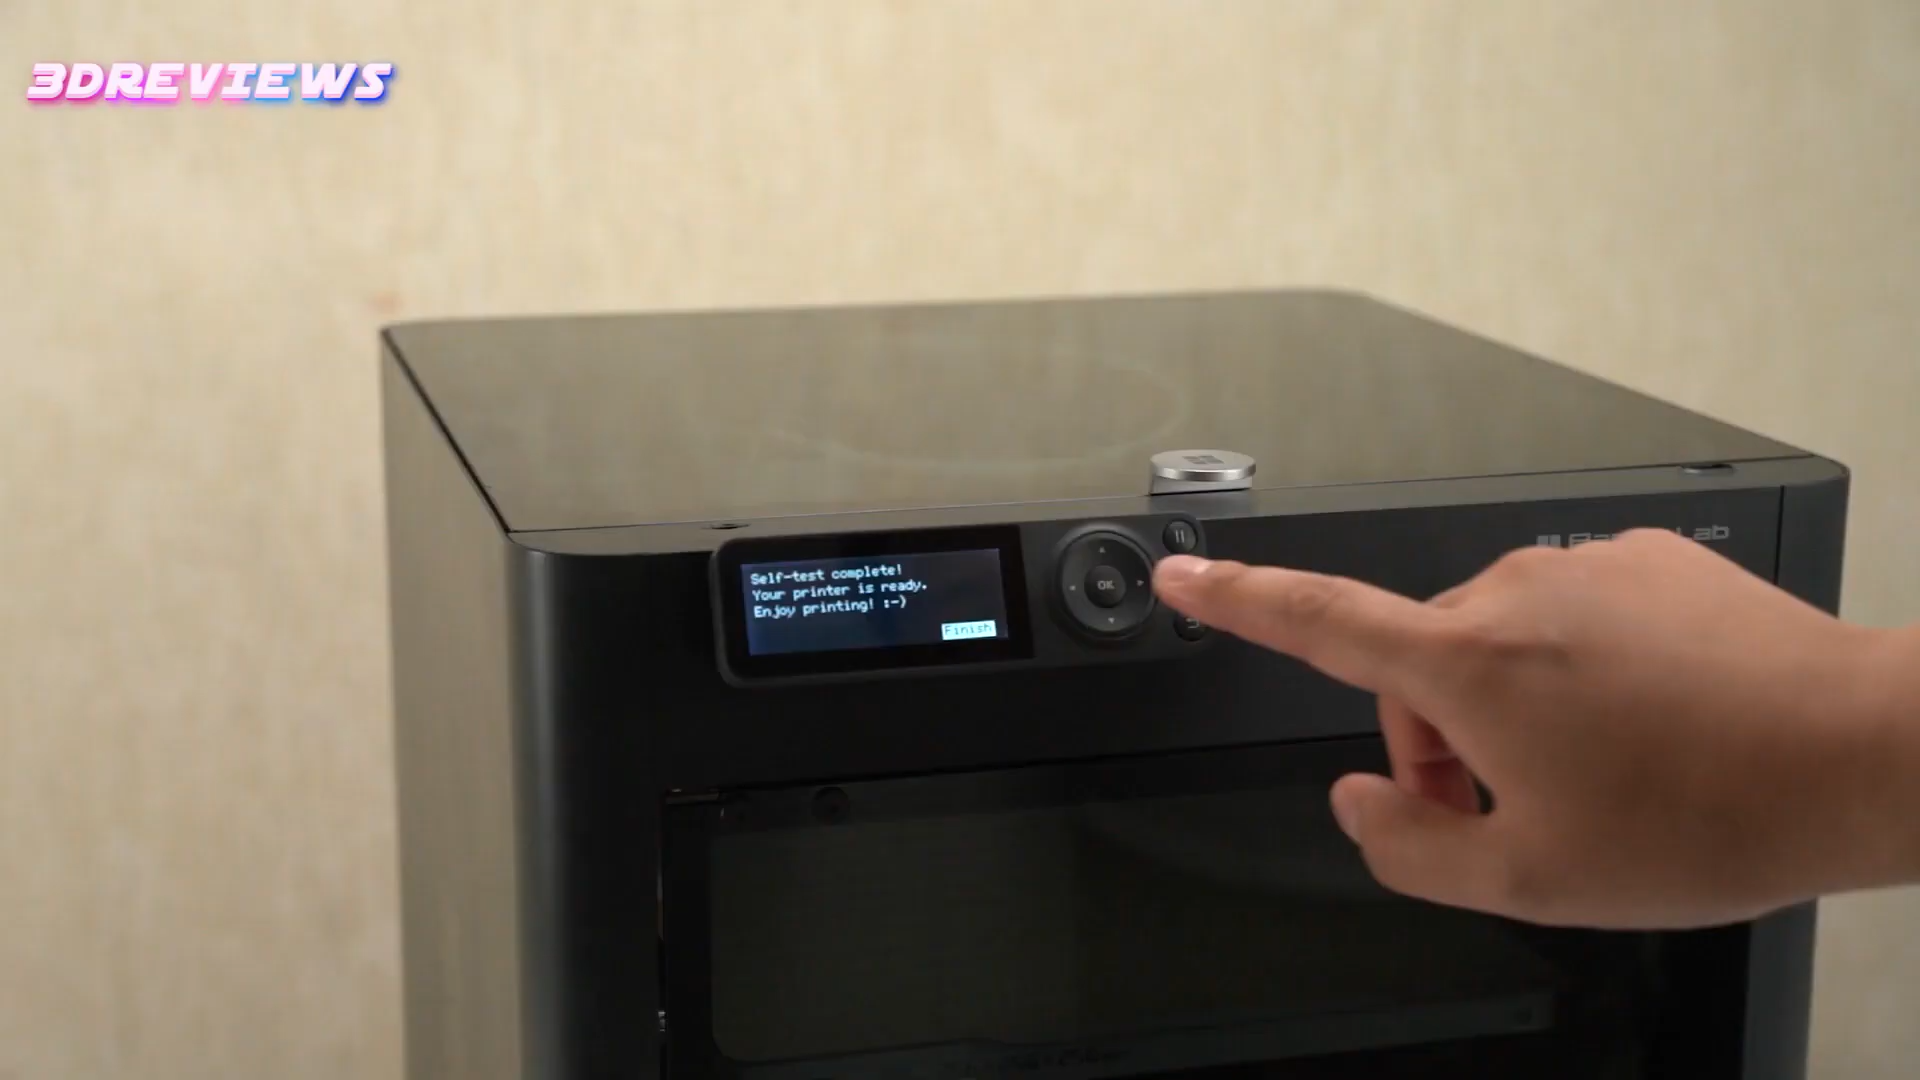 3DREVIEWS
Self-test complete!
Your printer is ready.
Enjoy printing! :-)
Finish
OK